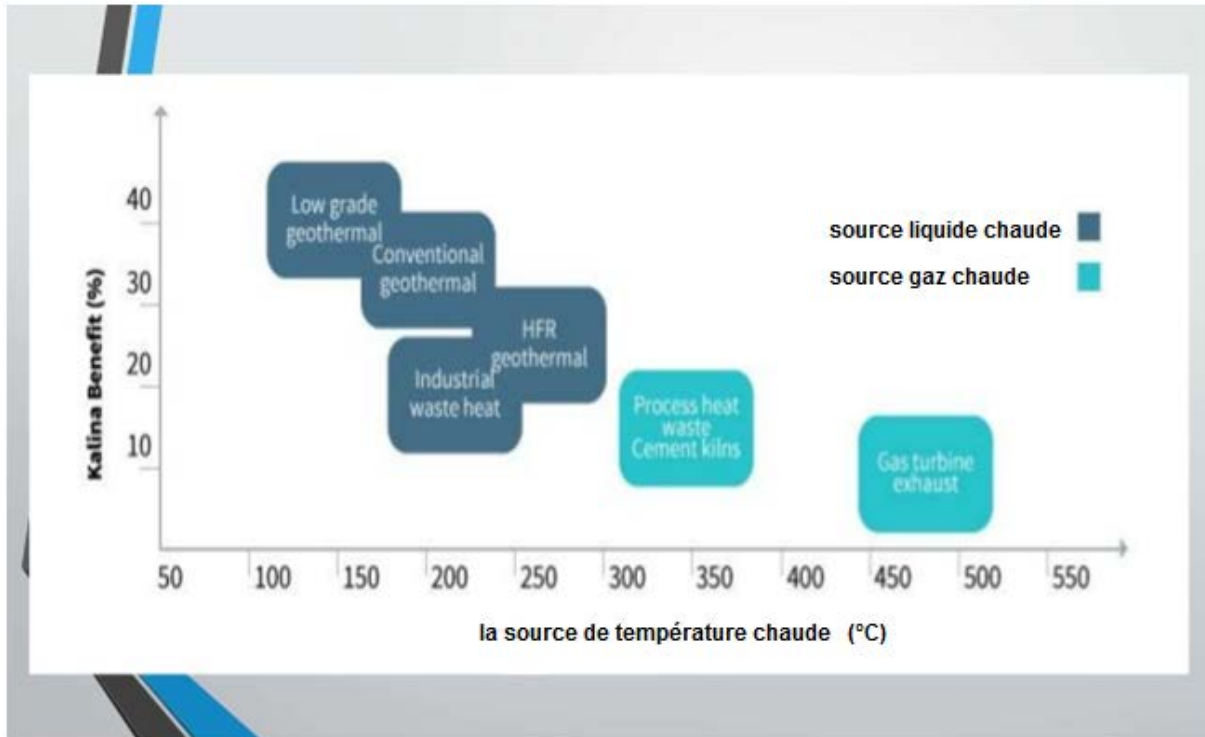 40
30
20
10
Kalina Benefit (%)
Low grade
geothermal
Conventional
geothermal
HFR
geothermal
Industrial
waste heat
Process heat
waste
Cement kilns
Gas turbine
exhaust
source liquide chaude
source gaz chaude
50 100 150 200 250 300 350 400 450 500 550
la source de température chaude (°C)